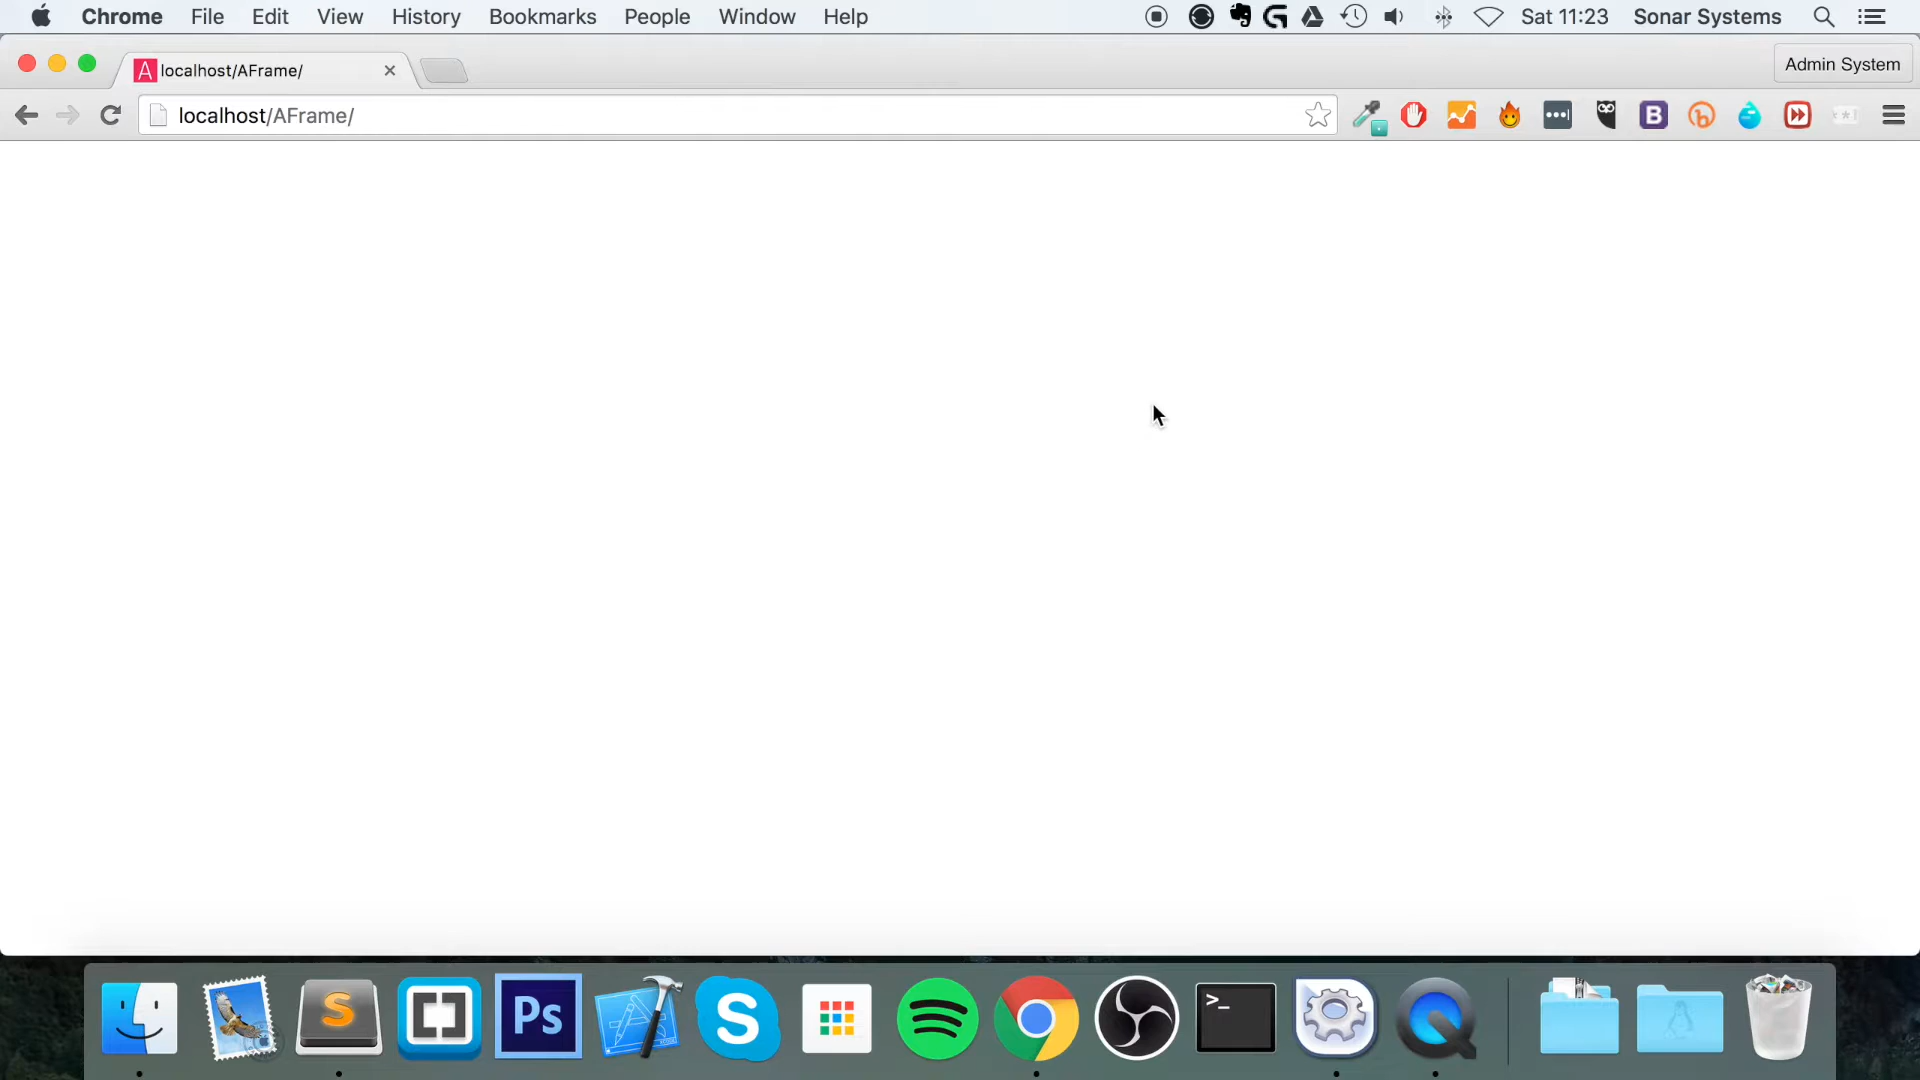 Chrome File Edit View History Bookmarks People Window Help Sat 11:23 Sonar Systems
A localhost/AFrame/ Admin System
localhost/AFrame/ B
S Ps S >_